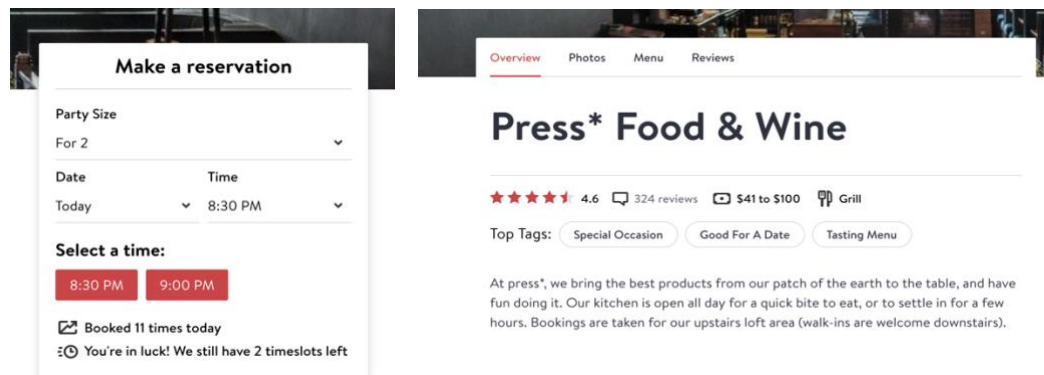 Make a reservation
Party Size
For 2
Date Time
Today 8:30 PM
Select a time:
8:30 PM 9:00 PM
Booked 11 times today
You're in luck! We still have 2 timeslots left
Overview Photos Menu Reviews
Press* Food & Wine
4.6 324 reviews $41 to $100 Grill
Top Tags: Special Occasion Good For A Date Tasting Menu
At press*, we bring the best products from our patch of the earth to the table, and have
fun doing it. Our kitchen is open all day for a quick bite to eat, or to settle in for a few
hours. Bookings are taken for our upstairs loft area (walk-ins are welcome downstairs).